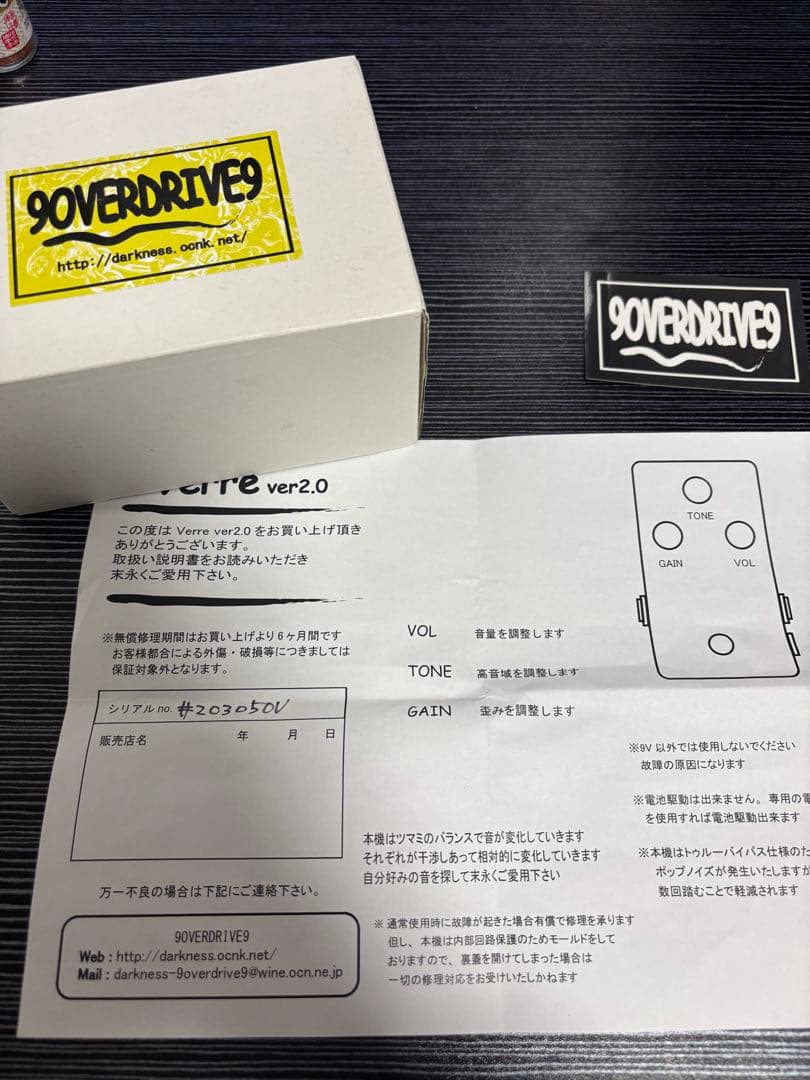 9OVERDRIVE9
http://darkness.ocnk.net/
9OVERDRIVE9
Verre ver2.0
この度は Verre ver2.0 をお買い上げ頂き
ありがとうございます。
取扱い説明書をお読みいただき
末永くご愛用下さい。
※無償修理期間はお買い上げより6ヶ月間です
お客様都合による外傷・破損等につきましては
保証対象外となります。
シリアルno. #203050V
販売店名 年 月 日
万一不良の場合は下記にご連絡下さい。
9OVERDRIVE9
Web : http://darkness.ocnk.net/
Mail : darkness-9overdrive9@wine.ocn.ne.jp
VOL 音量を調整します
TONE 高音域を調整します
GAIN 歪みを調整します
本機はツマミのバランスで音が変化していきます
それぞれが干渉しあって相対的に変化していきます
自分好みの音を探して末永くご愛用下さい
※ 通常使用時に故障が起きた場合有償で修理を承ります
但し、本機は内部回路保護のためモールドをして
おりますので、裏蓋を開けてしまった場合は
一切の修理対応をお受けいたしかねます
TONE
GAIN VOL
※9V 以外では使用しないでください
故障の原因になります
※電池駆動は出来ません。専用の電
を使用すれば電池駆動出来ます
※本機はトゥルーバイパス仕様のた
ポップノイズが発生いたしますが
数回踏むことで軽減されます